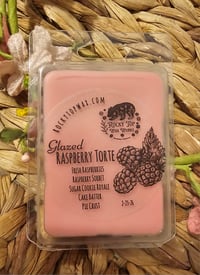 rockytopwax.com
Rocky Top
Glazed
Raspberry Torte
Fresh Raspberries
Raspberry Sorbet
Sugar Cookie Royale
Cake Batter
Pie Crust